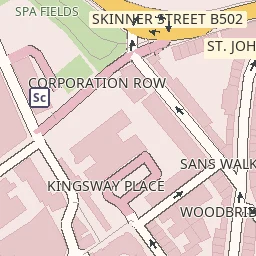 SPA FIELDS
SKINNER STREET B502
ST. JOH
CORPORATION ROW
Sc
SANS WALK
KINGSWAY PLACE
WOODBRI